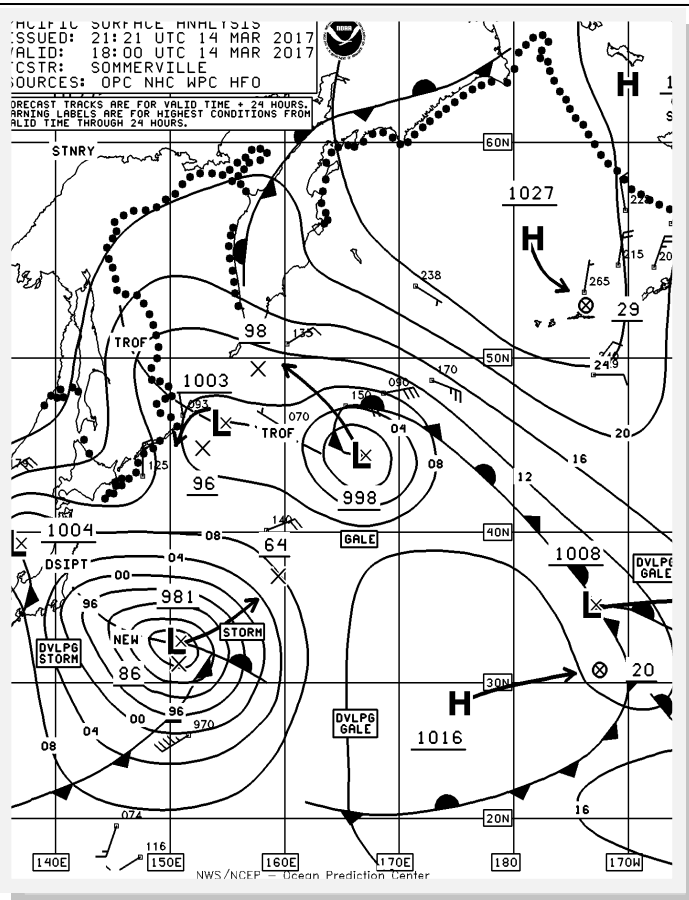 PACIFIC SURFACE ANALYSIS
ISSUED: 21:21 UTC 14 MAR 2017
VALID: 18:00 UTC 14 MAR 2017
FCSTR: SOMMERVILLE
SOURCES: OPC NHC WPC HFO
FORECAST TRACKS ARE FOR VALID TIME + 24 HOURS.
WARNING LABELS ARE FOR HIGHEST CONDITIONS FROM
VALID TIME THROUGH 24 HOURS.
NOAA
H
STNRY
60N
1027
H
215
20
238
265
29
98
135
TROF
50N
249
1003
170
093
090
150
070
L
TROF
04
20
16
125
L
08
12
96
998
1004
08
40N
64
GALE
1008
L
DSIPT
04
DVLPG
GALE
00
981
96
L
NEW
L
STORM
DVLPG
STORM
86
30N
20
H
96
00
970
DVLPG
GALE
04
1016
08
16
074
20N
116
140E
150E
160E
170E
180
170W
NWS/NCEP – Ocean Prediction Center